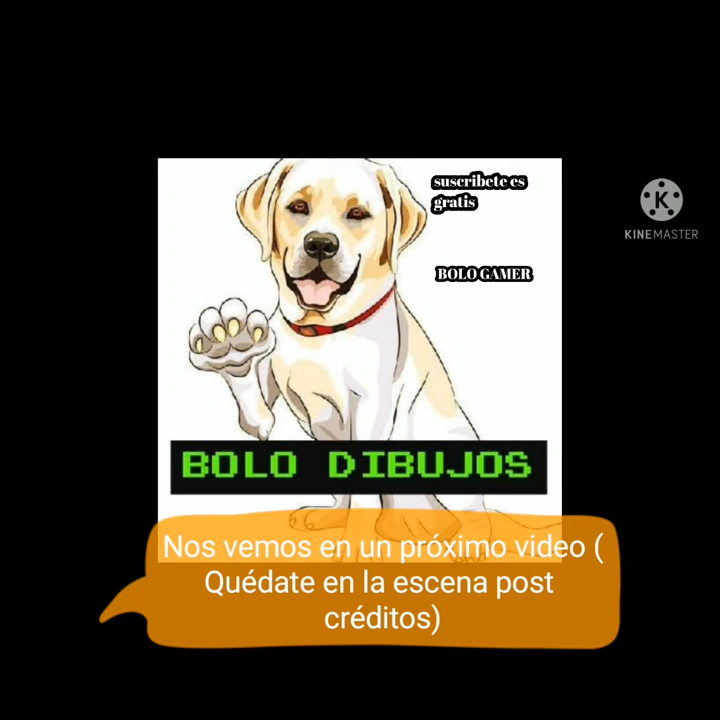 suscribete es
gratis
KINEMASTER
BOLO GAMER
BOLO DIBUJOS
Nos vemos en un próximo video (
Quédate en la escena post
créditos)